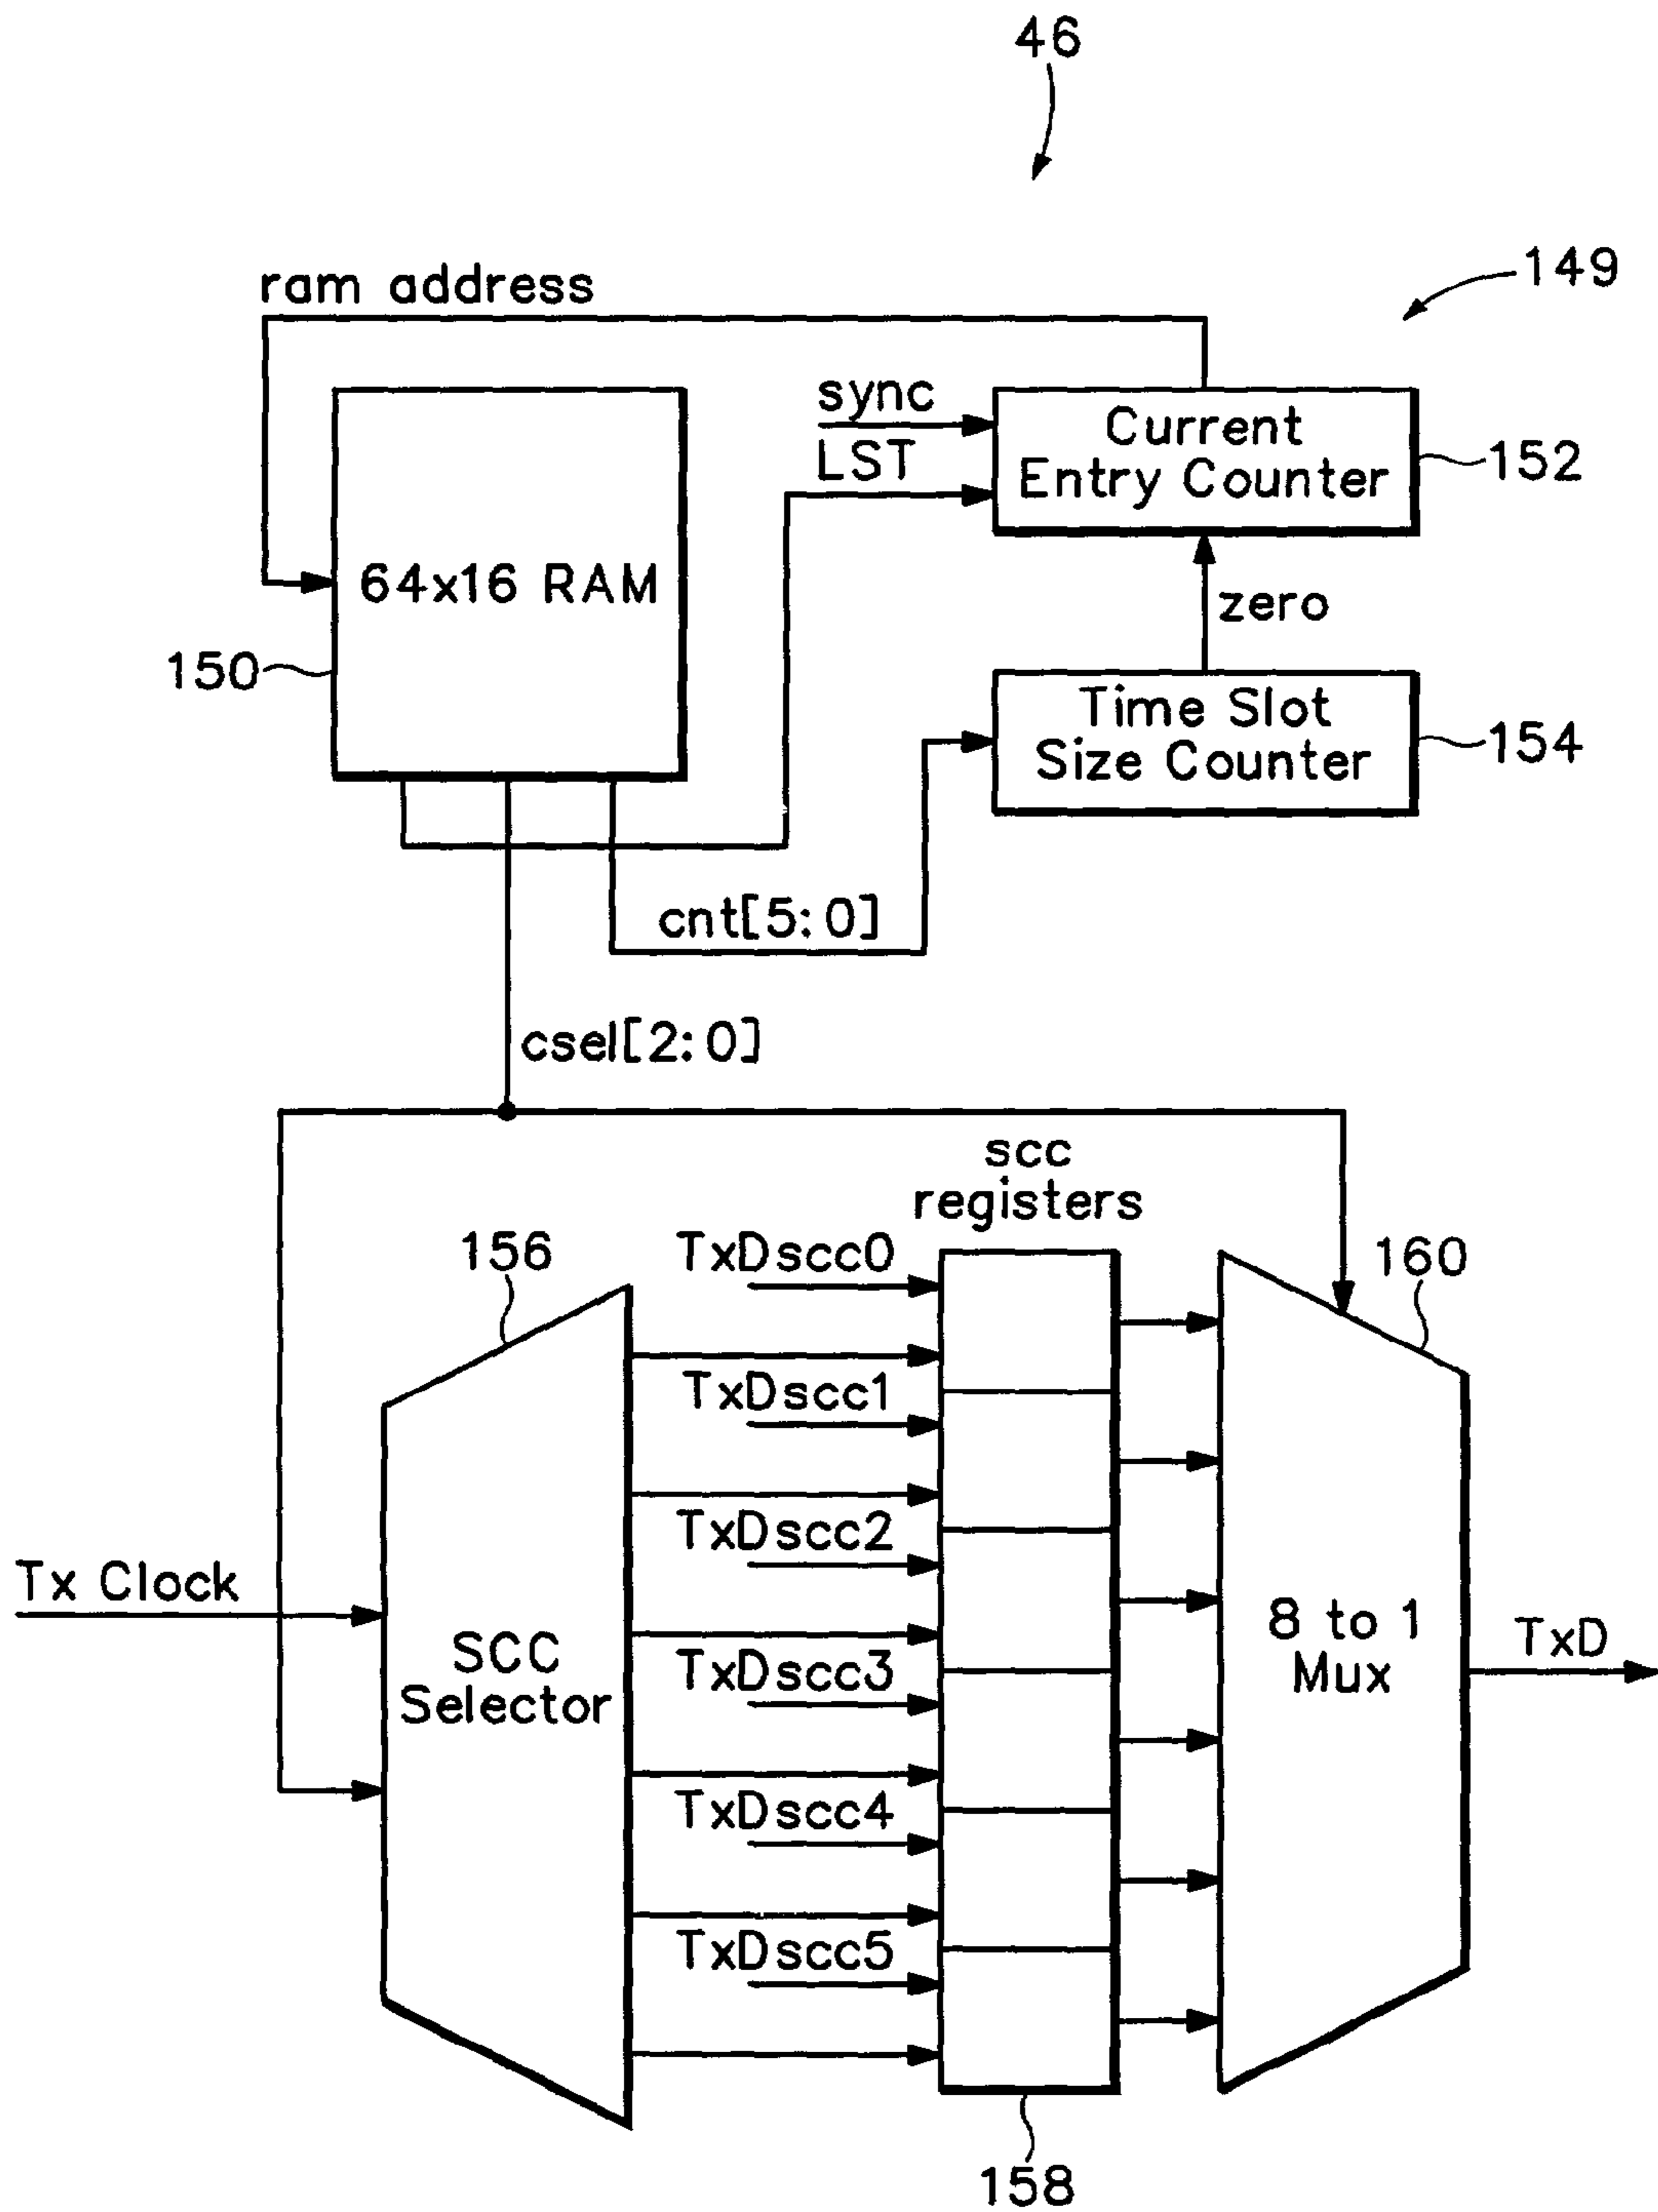 46
149
ram address
sync
LST
Current
Entry Counter
152
64x16 RAM
zero
150
Time Slot
Size Counter
154
cnt[5:0]
csel[2:0]
scc
registers
156
TxDscc0
160
TxDscc1
TxDscc2
Tx Clock
SCC
Selector
TxDscc3
8 to 1
Mux
TxD
TxDscc4
TxDscc5
158